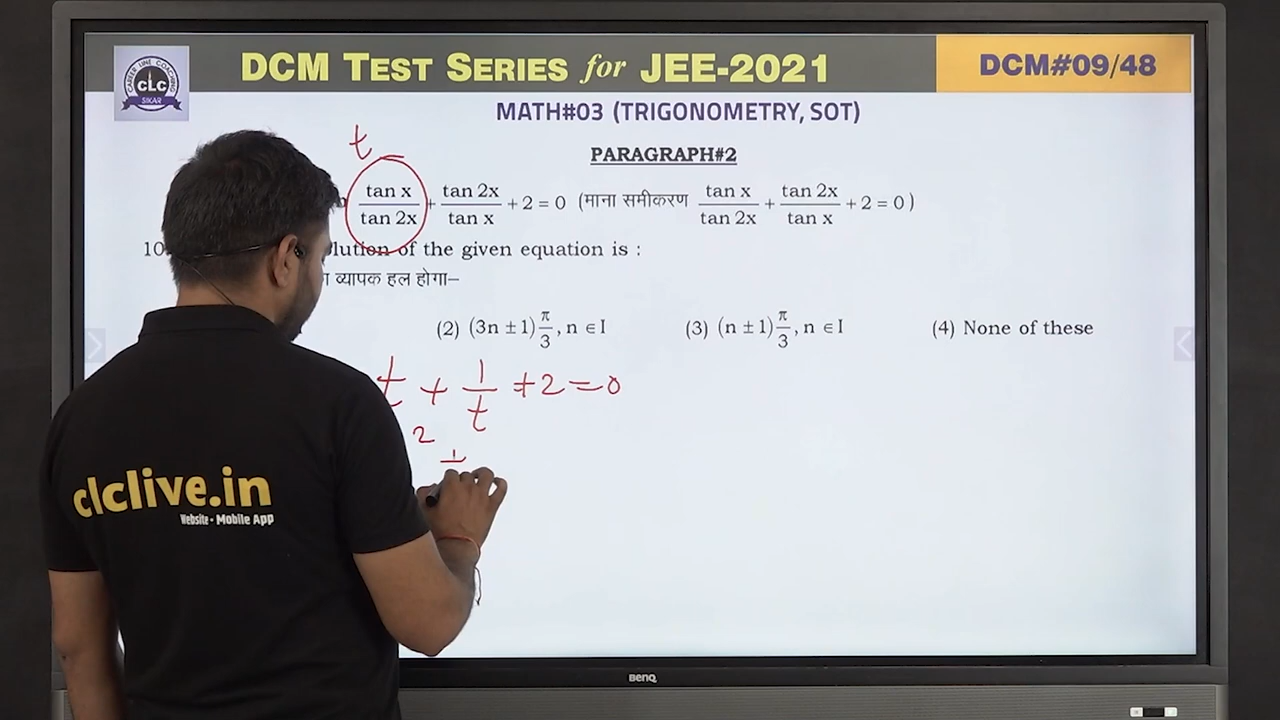 DCM TEST SERIES for JEE-2021
DCM#09/48
CAREER LINE COACHING
CLC
SIKAR
MATH#03 (TRIGONOMETRY, SOT)
PARAGRAPH#2
t
tan x / tan 2x + tan 2x / tan x + 2 = 0 (माना समीकरण tan x / tan 2x + tan 2x / tan x + 2 = 0 )
10 of the given equation is :
व्यापक हल होगा–
(2) (3n ± 1) π/3 , n ∈ I (3) (n ± 1) π/3 , n ∈ I (4) None of these
t + 1/t + 2 = 0
2
clclive.in
Website • Mobile App
BenQ